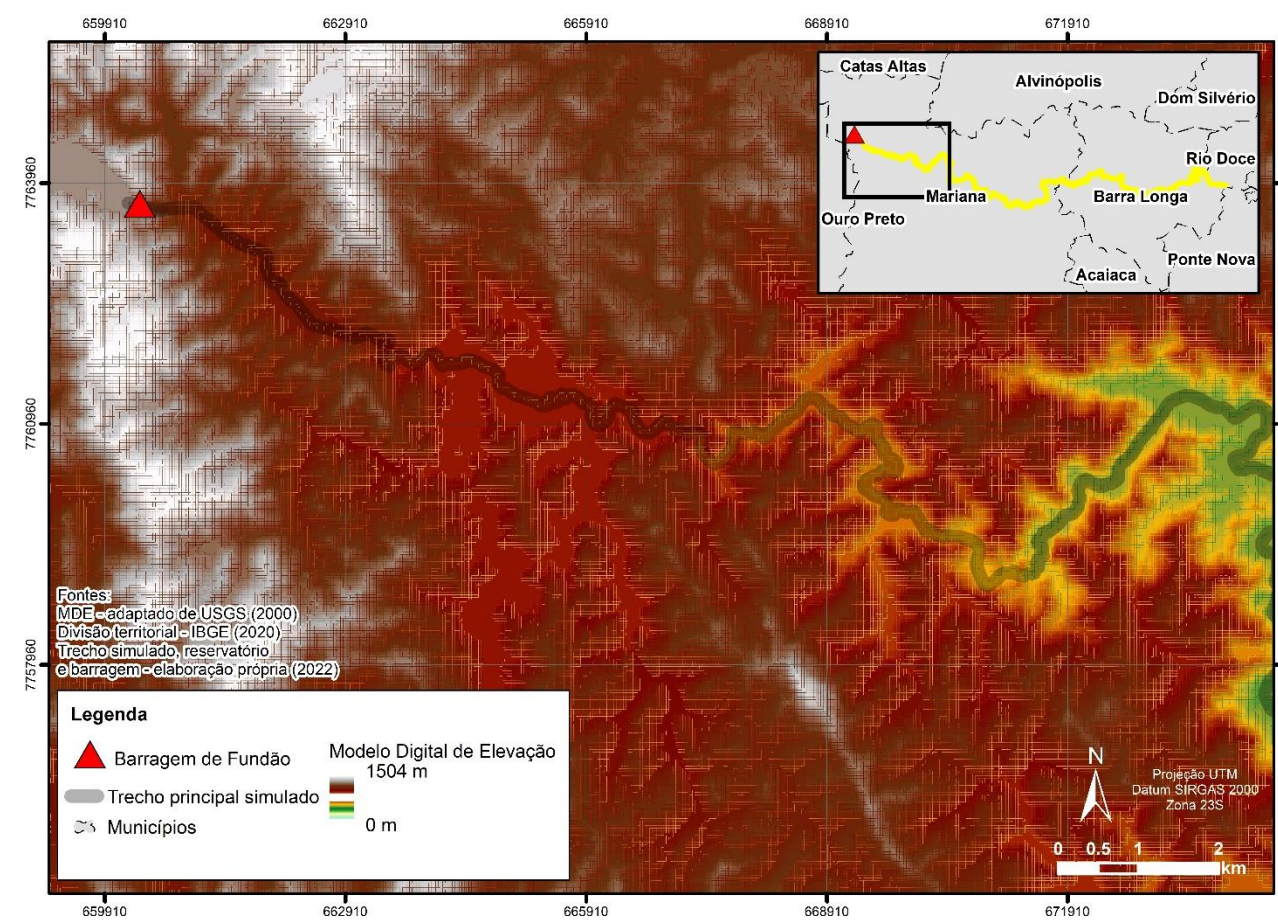 659910 662910 665910 668910 671910
Catas Altas
Alvinópolis
Dom Silvério
Rio Doce
Mariana
Barra Longa
Ouro Preto
Ponte Nova
Acaiaca
7763960
7760960
7757960
Fontes:
MDE - adaptado de USGS (2000)
Divisão territorial - IBGE (2020)
Trecho simulado, reservatório
e barragem - elaboração própria (2022)
Legenda
Barragem de Fundão
Trecho principal simulado
Municípios
Modelo Digital de Elevação
1504 m
0 m
N
Projeção UTM
Datum SIRGAS 2000
Zona 23S
0 0.5 1 2
km
659910 662910 665910 668910 671910